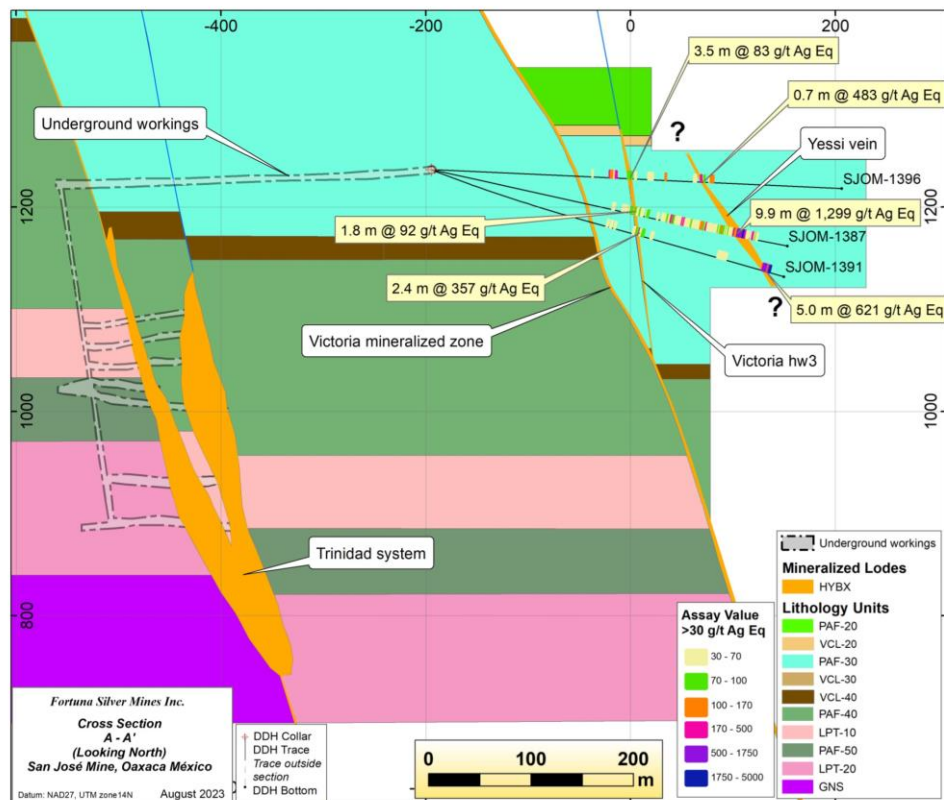 -400
-200
0
200
3.5 m @ 83 g/t Ag Eq
0.7 m @ 483 g/t Ag Eq
Underground workings
?
Yessi vein
SJOM-1396
1200
1200
9.9 m @ 1,299 g/t Ag Eq
1.8 m @ 92 g/t Ag Eq
SJOM-1387
SJOM-1391
2.4 m @ 357 g/t Ag Eq
?
5.0 m @ 621 g/t Ag Eq
Victoria mineralized zone
Victoria hw3
1000
1000
Trinidad system
800
Underground workings
Mineralized Lodes
HYBX
Lithology Units
PAF-20
VCL-20
PAF-30
VCL-30
VCL-40
PAF-40
LPT-10
PAF-50
LPT-20
GNS
Assay Value
>30 g/t Ag Eq
30 - 70
70 - 100
100 - 170
170 - 500
500 - 1750
1750 - 5000
Fortuna Silver Mines Inc.
Cross Section
A - A'
(Looking North)
San José Mine, Oaxaca México
Datum: NAD27, UTM zone14N August 2023
DDH Collar
DDH Trace
Trace outside
section
DDH Bottom
0 100 200
m